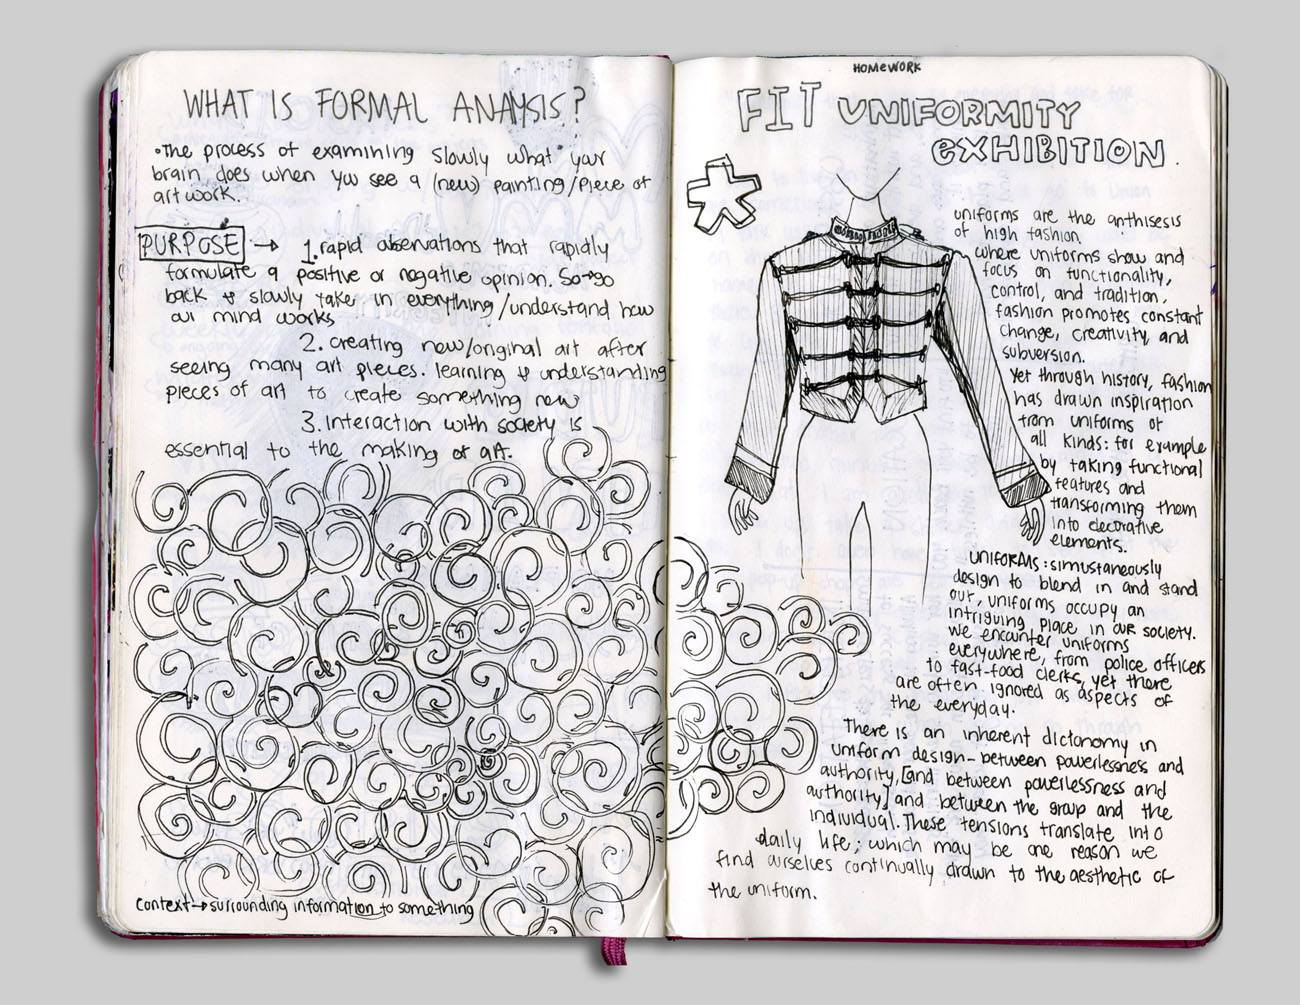 WHAT IS FORMAL ANAYSIS?
•The process of examining slowly what your
brain does when you see a (new) painting/piece of
art work.
PURPOSE → 1. rapid observations that rapidly
formulate a positive or negative opinion. So→go
back & slowly take in everything/understand how
our mind works
2. creating new/original art after
seeing many art pieces. learning & understanding
pieces of art to create something new
3. Interaction with society is
essential to the making of art.
context→surrounding information to something
HOMEWORK
FIT UNIFORMITY
EXHIBITION.
uniforms are the anthisesis
of high fashion.
where uniforms show and
focus on functionality,
control, and tradition,
fashion promotes constant
change, creativity, and
subversion.
Yet through history, fashion
has drawn inspiration
from uniforms of
all kinds: for example
by taking functional
features and
transforming them
into decorative
elements.
UNIFORMS: simustaneously
design to blend in and stand
out, uniforms occupy an
intriguing place in our society.
we encounter uniforms
everywhere, from police officers
to fast-food clerks, yet there
are often ignored as aspects of
the everyday.
There is an inherent dictonomy in
uniform design- between powerlessness and
authority, [and between powerlessness and
authority] and between the group and the
individual. These tensions translate into
daily life; which may be one reason we
find ourselves continually drawn to the aesthetic of
the uniform.